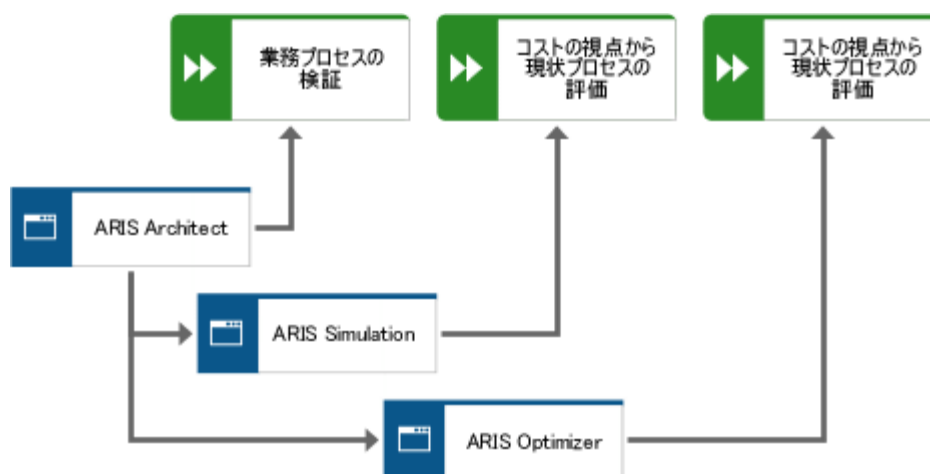 業務プロセスの
検証
コストの視点から
現状プロセスの
評価
コストの視点から
現状プロセスの
評価
ARIS Architect
ARIS Simulation
ARIS Optimizer